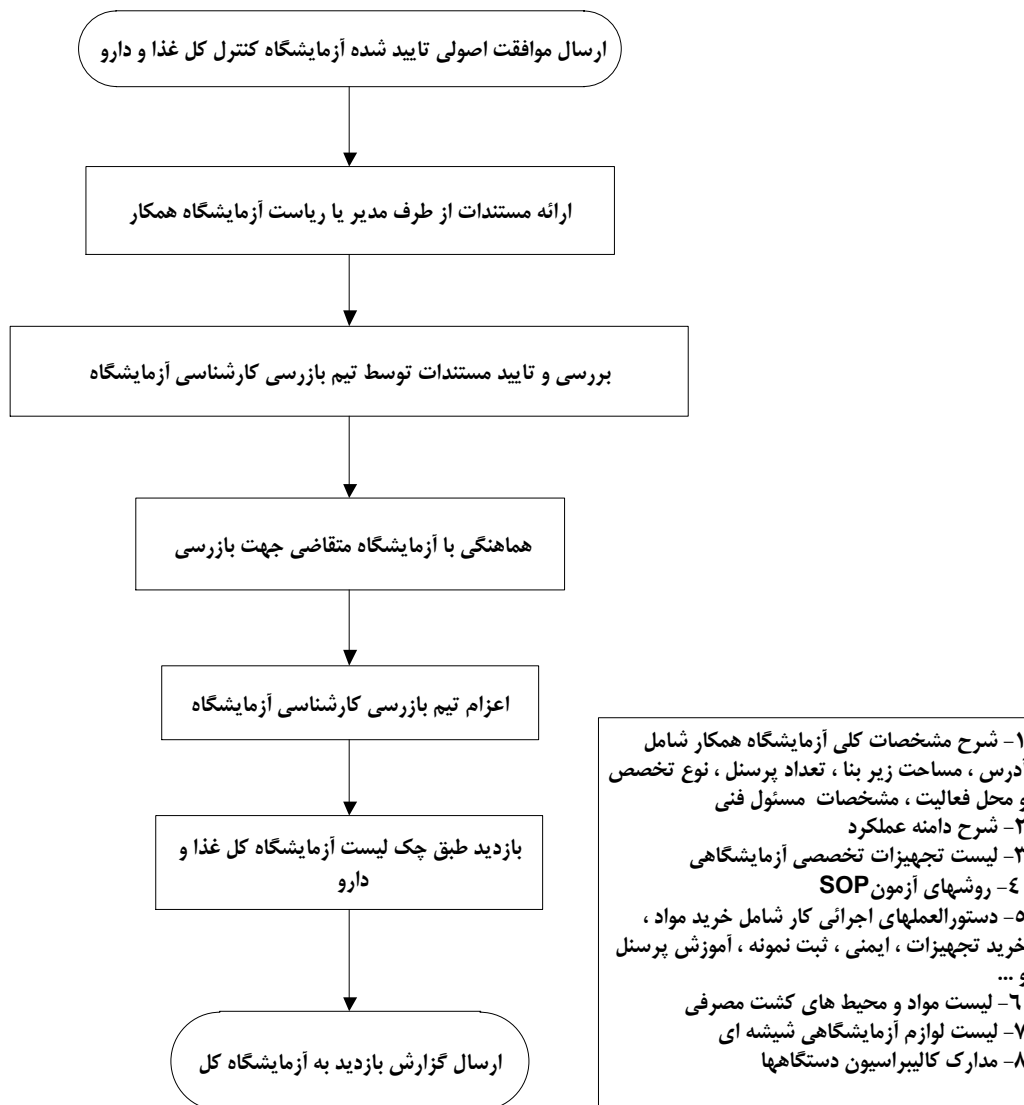 ارسال موافقت اصولی تایید شده آزمایشگاه کنترل کل غذا و دارو
ارائه مستندات از طرف مدیر یا ریاست آزمایشگاه همکار
بررسی و تایید مستندات توسط تیم بازرسی کارشناسی آزمایشگاه
هماهنگی با آزمایشگاه متقاضی جهت بازرسی
اعزام تیم بازرسی کارشناسی آزمایشگاه
بازدید طبق چک لیست آزمایشگاه کل غذا و
دارو
ارسال گزارش بازدید به آزمایشگاه کل
۱- شرح مشخصات کلی آزمایشگاه همکار شامل
آدرس ، مساحت زیر بنا ، تعداد پرسنل ، نوع تخصص
و محل فعالیت ، مشخصات مسئول فنی
۲- شرح دامنه عملکرد
۳- لیست تجهیزات تخصصی آزمایشگاهی
٤- روشهای آزمون SOP
٥- دستورالعملهای اجرائی کار شامل خرید مواد ،
خرید تجهیزات ، ایمنی ، ثبت نمونه ، آموزش پرسنل
و ...
٦- لیست مواد و محیط های کشت مصرفی
۷- لیست لوازم آزمایشگاهی شیشه ای
۸- مدارک کالیبراسیون دستگاهها